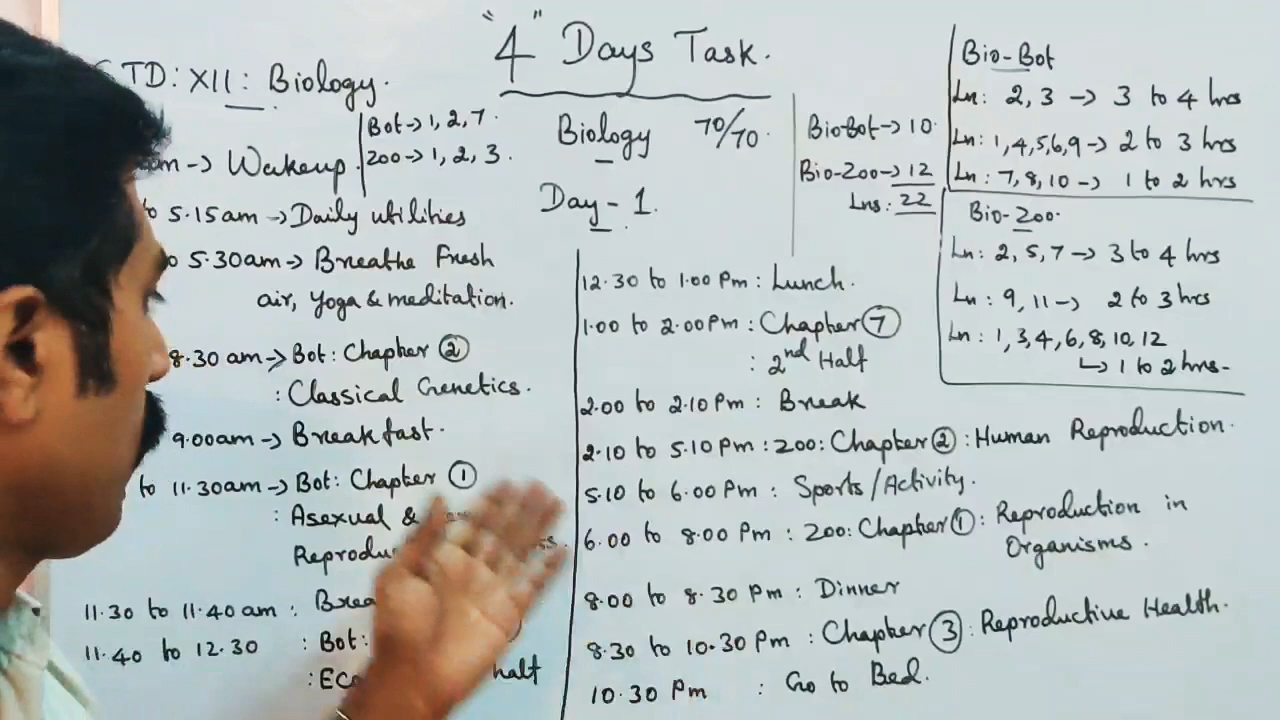 "4" Days Task.
TD: XII: Biology.
Bot → 1, 2, 7.
Zoo → 1, 2, 3.
am → Wakeup.
to 5.15am → Daily utilities
5.30am → Breathe Fresh
air, Yoga & meditation.
8.30 am → Bot: Chapter 2
: Classical Genetics.
9.00am → Breakfast.
to 11.30am → Bot: Chapter 1
: Asexual &
11.30 to 11.40 am :
11.40 to 12.30 : Bot:
half
Biology 70/70.
Day - 1.
12.30 to 1.00 Pm : Lunch.
1.00 to 2.00 Pm : Chapter 7
: 2nd Half
2.00 to 2.10 Pm : Break
2.10 to 5.10 Pm : Zoo: Chapter 2 : Human Reproduction.
5.10 to 6.00 Pm : Sports/Activity.
6.00 to 8.00 Pm : Zoo: Chapter 1 : Reproduction in
Organisms.
8.00 to 8.30 Pm : Dinner
8.30 to 10.30 Pm : Chapter 3 : Reproductive Health.
10.30 Pm : Go to Bed.
Bio-Bot → 10.
Bio-Zoo → 12
Lns: 22
Bio-Bot
Ln: 2, 3 → 3 to 4 hrs
Ln: 1,4,5,6,9 → 2 to 3 hrs
Ln: 7, 8, 10 → 1 to 2 hrs
Bio-Zoo.
Ln: 2, 5, 7 → 3 to 4 hrs
Ln: 9, 11 → 2 to 3 hrs
Ln: 1, 3, 4, 6, 8, 10, 12
↳ 1 to 2 hrs.